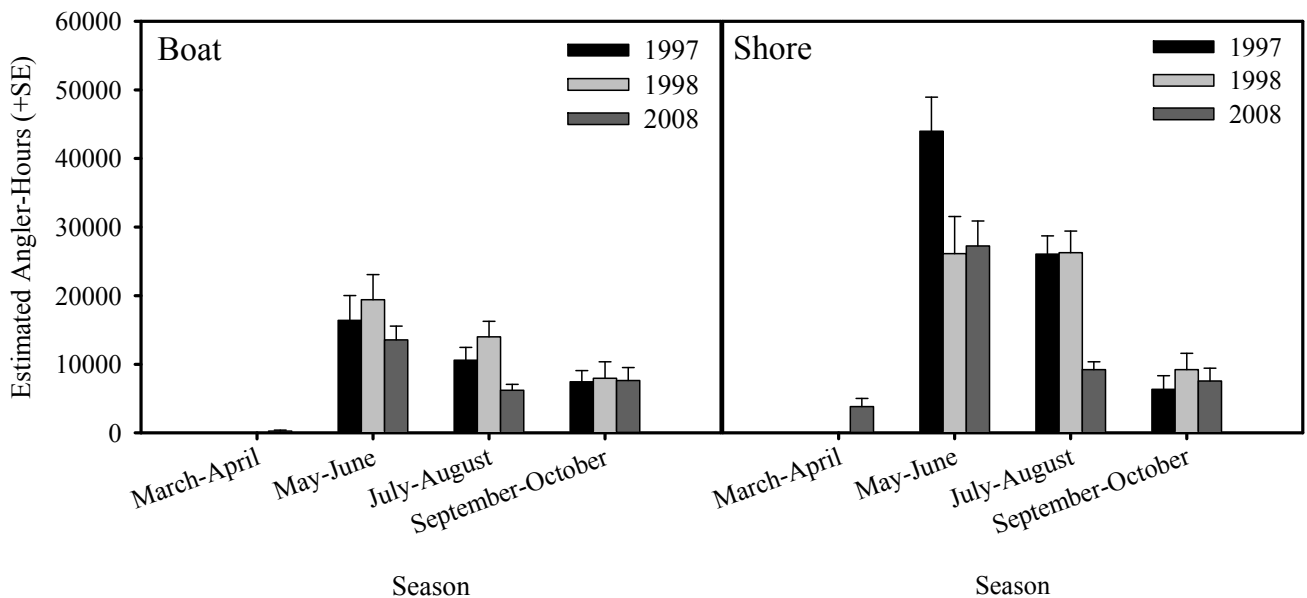 Estimated Angler-Hours (+SE)
60000
50000
40000
30000
20000
10000
0
Boat
1997
1998
2008
March-April
May-June
July-August
September-October
Season
Shore
1997
1998
2008
March-April
May-June
July-August
September-October
Season